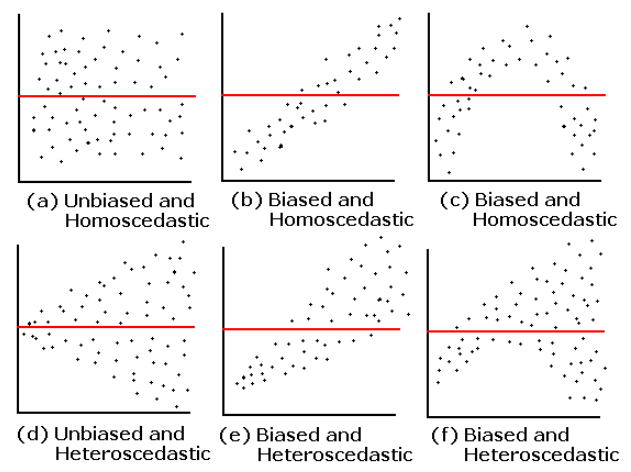 (a) Unbiased and
Homoscedastic
(b) Biased and
Homoscedastic
(c) Biased and
Homoscedastic
(d) Unbiased and
Heteroscedastic
(e) Biased and
Heteroscedastic
(f) Biased and
Heteroscedastic